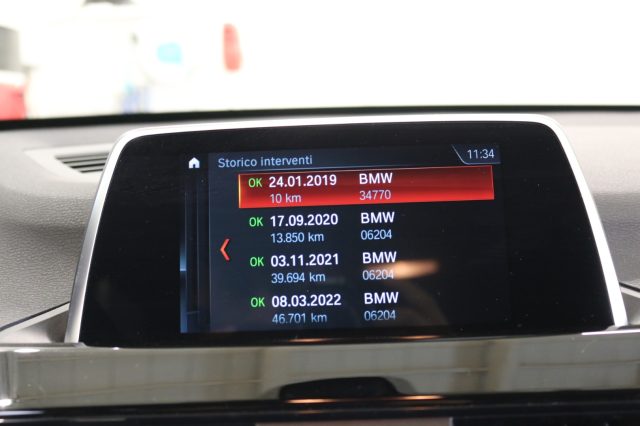 Storico interventi 11:34
OK 24.01.2019 BMW
10 km 34770
OK 17.09.2020 BMW
13.850 km 06204
OK 03.11.2021 BMW
39.694 km 06204
OK 08.03.2022 BMW
46.701 km 06204